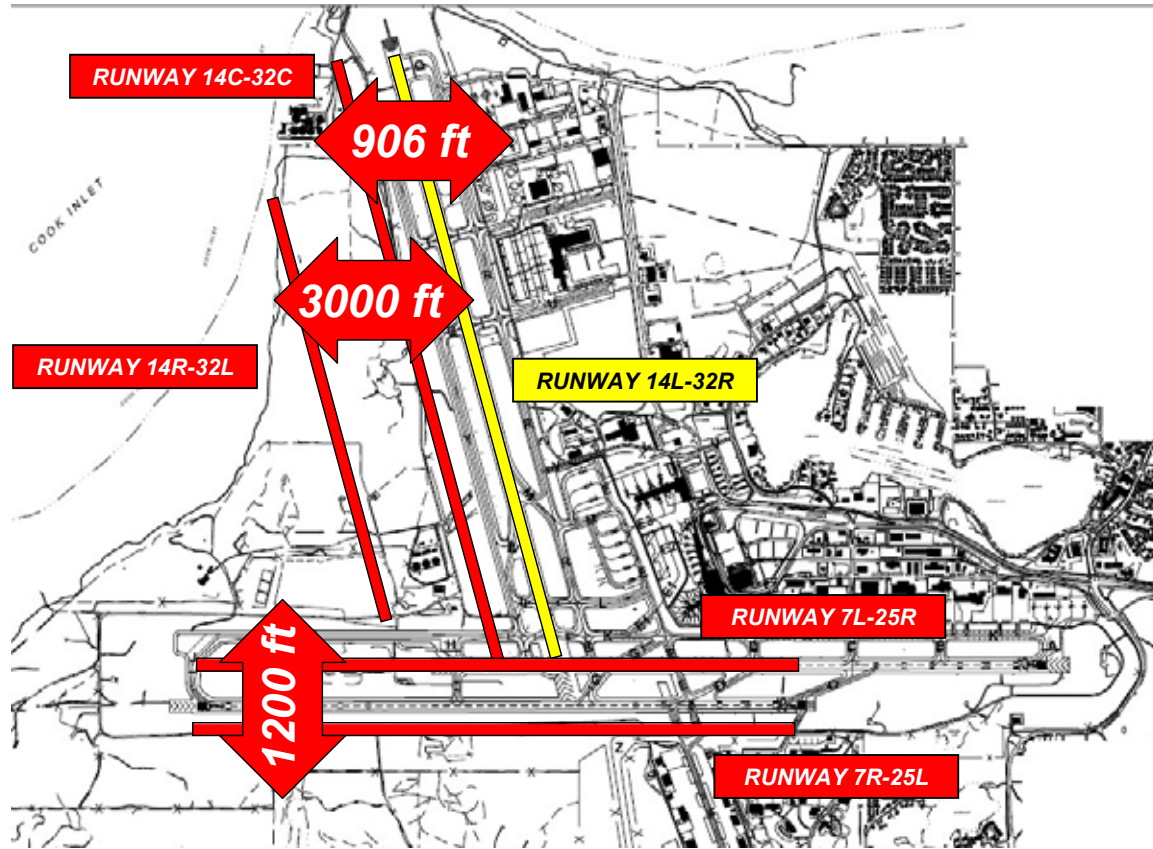 RUNWAY 14C-32C
906 ft
COOK INLET
3000 ft
RUNWAY 14R-32L
RUNWAY 14L-32R
RUNWAY 7L-25R
1200 ft
RUNWAY 7R-25L